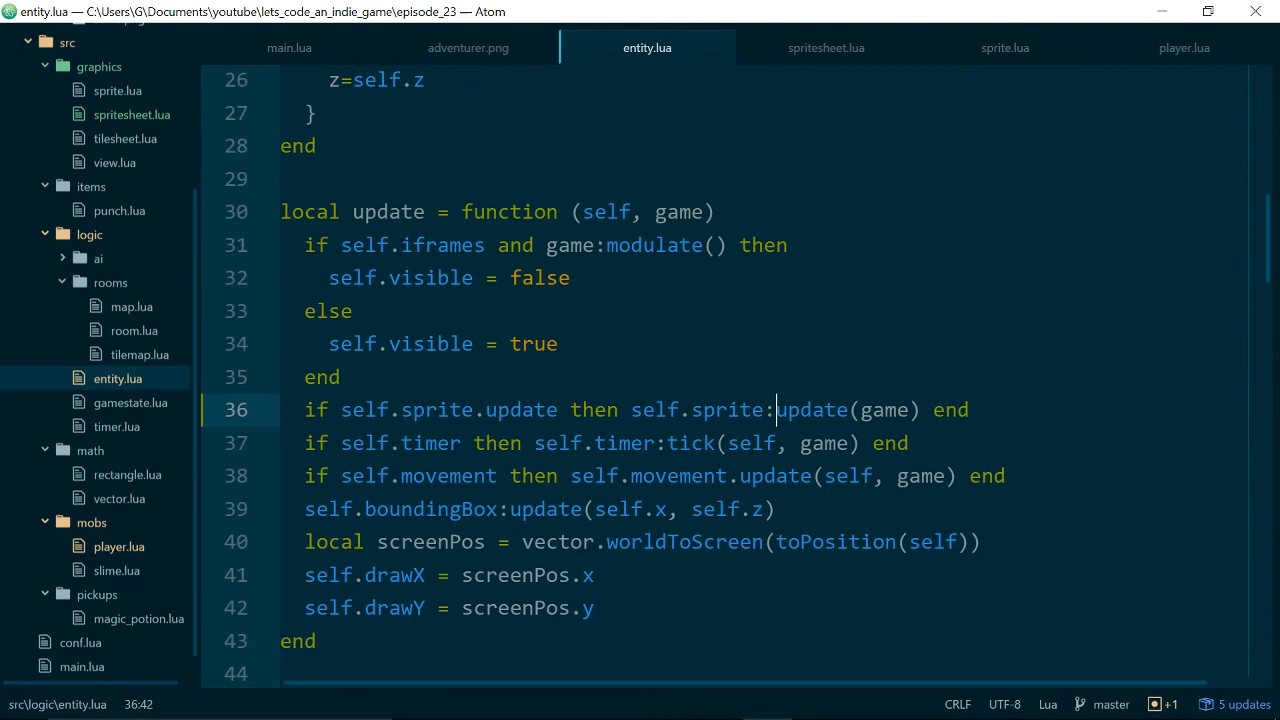 entity.lua — C:\Users\G\Documents\youtube\lets_code_an_indie_game\episode_23 — Atom
src
graphics
sprite.lua
spritesheet.lua
tilesheet.lua
view.lua
items
punch.lua
logic
ai
rooms
map.lua
room.lua
tilemap.lua
entity.lua
gamestate.lua
timer.lua
math
rectangle.lua
vector.lua
mobs
player.lua
slime.lua
pickups
magic_potion.lua
conf.lua
main.lua
main.lua adventurer.png entity.lua spritesheet.lua sprite.lua player.lua
26 z=self.z
27 }
28 end
29
30 local update = function (self, game)
31 if self.iframes and game:modulate() then
32 self.visible = false
33 else
34 self.visible = true
35 end
36 if self.sprite.update then self.sprite:update(game) end
37 if self.timer then self.timer:tick(self, game) end
38 if self.movement then self.movement.update(self, game) end
39 self.boundingBox:update(self.x, self.z)
40 local screenPos = vector.worldToScreen(toPosition(self))
41 self.drawX = screenPos.x
42 self.drawY = screenPos.y
43 end
44
src\logic\entity.lua 36:42 CRLF UTF-8 Lua master +1 5 updates